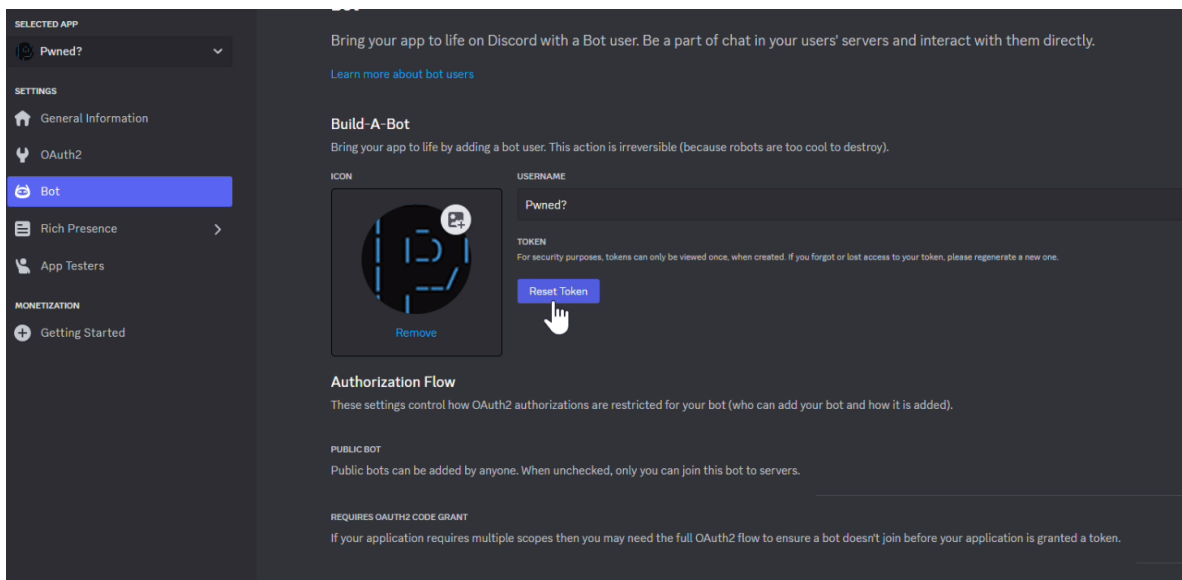 SELECTED APP
Pwned?
SETTINGS
General Information
OAuth2
Bot
Rich Presence
App Testers
MONETIZATION
Getting Started
Bring your app to life on Discord with a Bot user. Be a part of chat in your users' servers and interact with them directly.
Learn more about bot users
Build-A-Bot
Bring your app to life by adding a bot user. This action is irreversible (because robots are too cool to destroy).
ICON
Remove
USERNAME
Pwned?
TOKEN
For security purposes, tokens can only be viewed once, when created. If you forgot or lost access to your token, please regenerate a new one.
Reset Token
Authorization Flow
These settings control how OAuth2 authorizations are restricted for your bot (who can add your bot and how it is added).
PUBLIC BOT
Public bots can be added by anyone. When unchecked, only you can join this bot to servers.
REQUIRES OAUTH2 CODE GRANT
If your application requires multiple scopes then you may need the full OAuth2 flow to ensure a bot doesn't join before your application is granted a token.